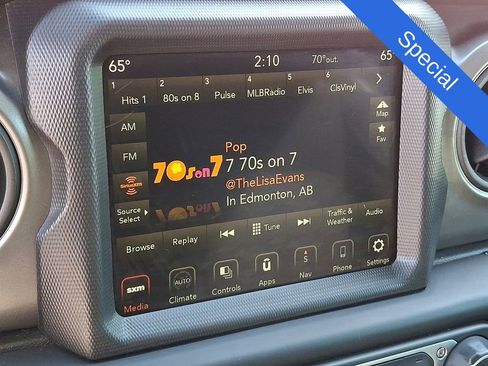 65° 2:10 70°out. 65°
1 2 3 4 5 6
Hits 1 80s on 8 Pulse MLBRadio Elvis ClsVinyl
AM
Map
FM
Fav
Pop
70s on 7 7 70s on 7
SiriusXM
@TheLisaEvans
In Edmonton, AB
Source
Select
Browse Replay Tune Traffic &
Weather Audio
sxm AUTO ū S
Media Climate Controls Apps Nav Phone Settings
Special